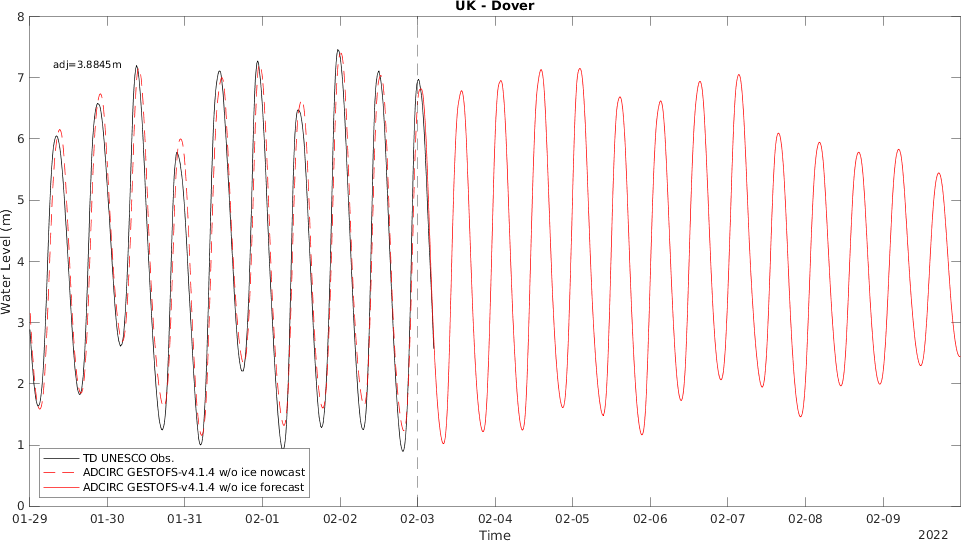 UK - Dover
8
adj=3.8845m
7
6
5
4
3
2
1
0
Water Level (m)
TD UNESCO Obs.
ADCIRC GESTOFS-v4.1.4 w/o ice nowcast
ADCIRC GESTOFS-v4.1.4 w/o ice forecast
01-29 01-30 01-31 02-01 02-02 02-03 02-04 02-05 02-06 02-07 02-08 02-09
Time
2022